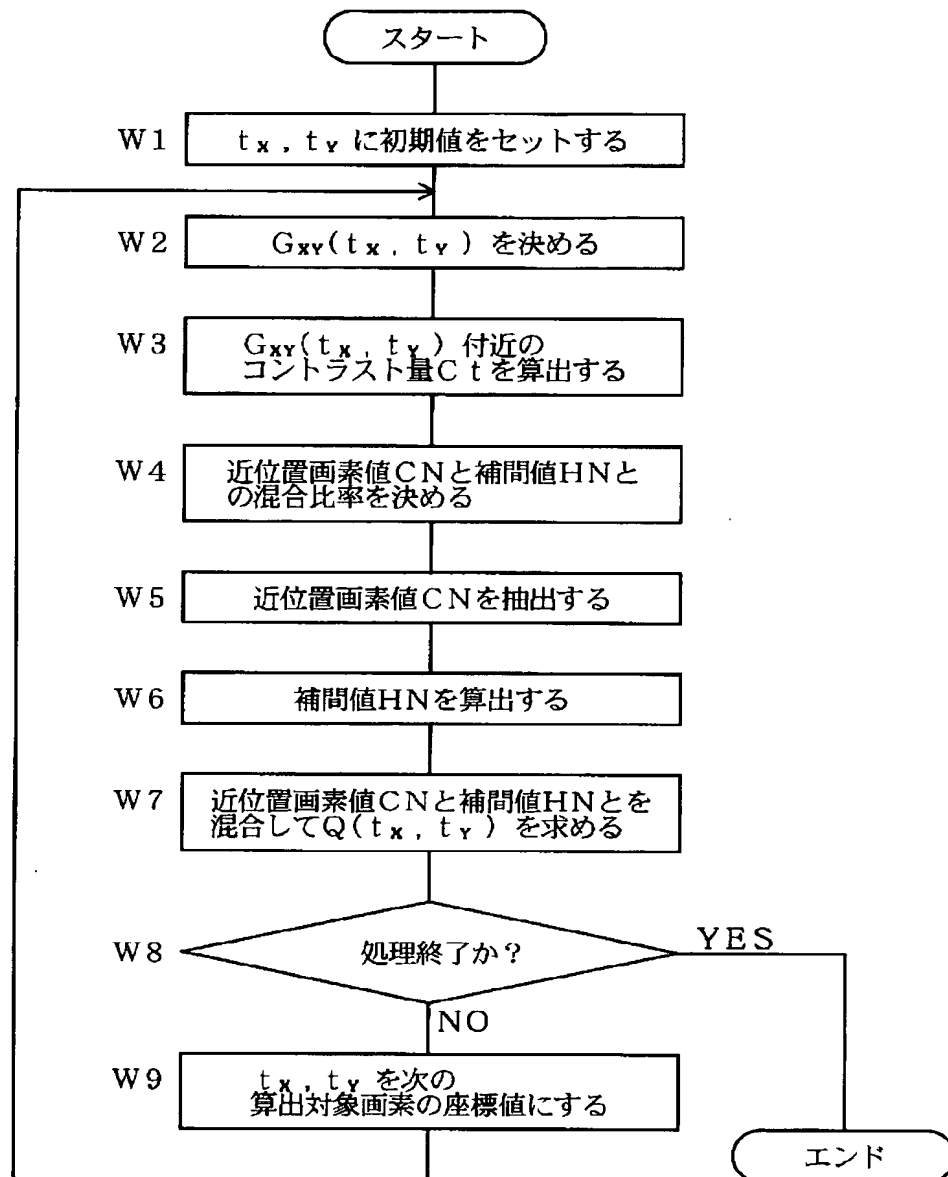 スタート
W1 tX, tY に初期値をセットする
W2 GXY(tX, tY) を決める
W3 GXY(tX, tY) 付近の
コントラスト量Ctを算出する
W4 近位置画素値CNと補間値HNと
の混合比率を決める
W5 近位置画素値CNを抽出する
W6 補間値HNを算出する
W7 近位置画素値CNと補間値HNとを
混合してQ(tX, tY) を求める
W8 処理終了か?
YES
NO
W9 tX, tY を次の
算出対象画素の座標値にする
エンド